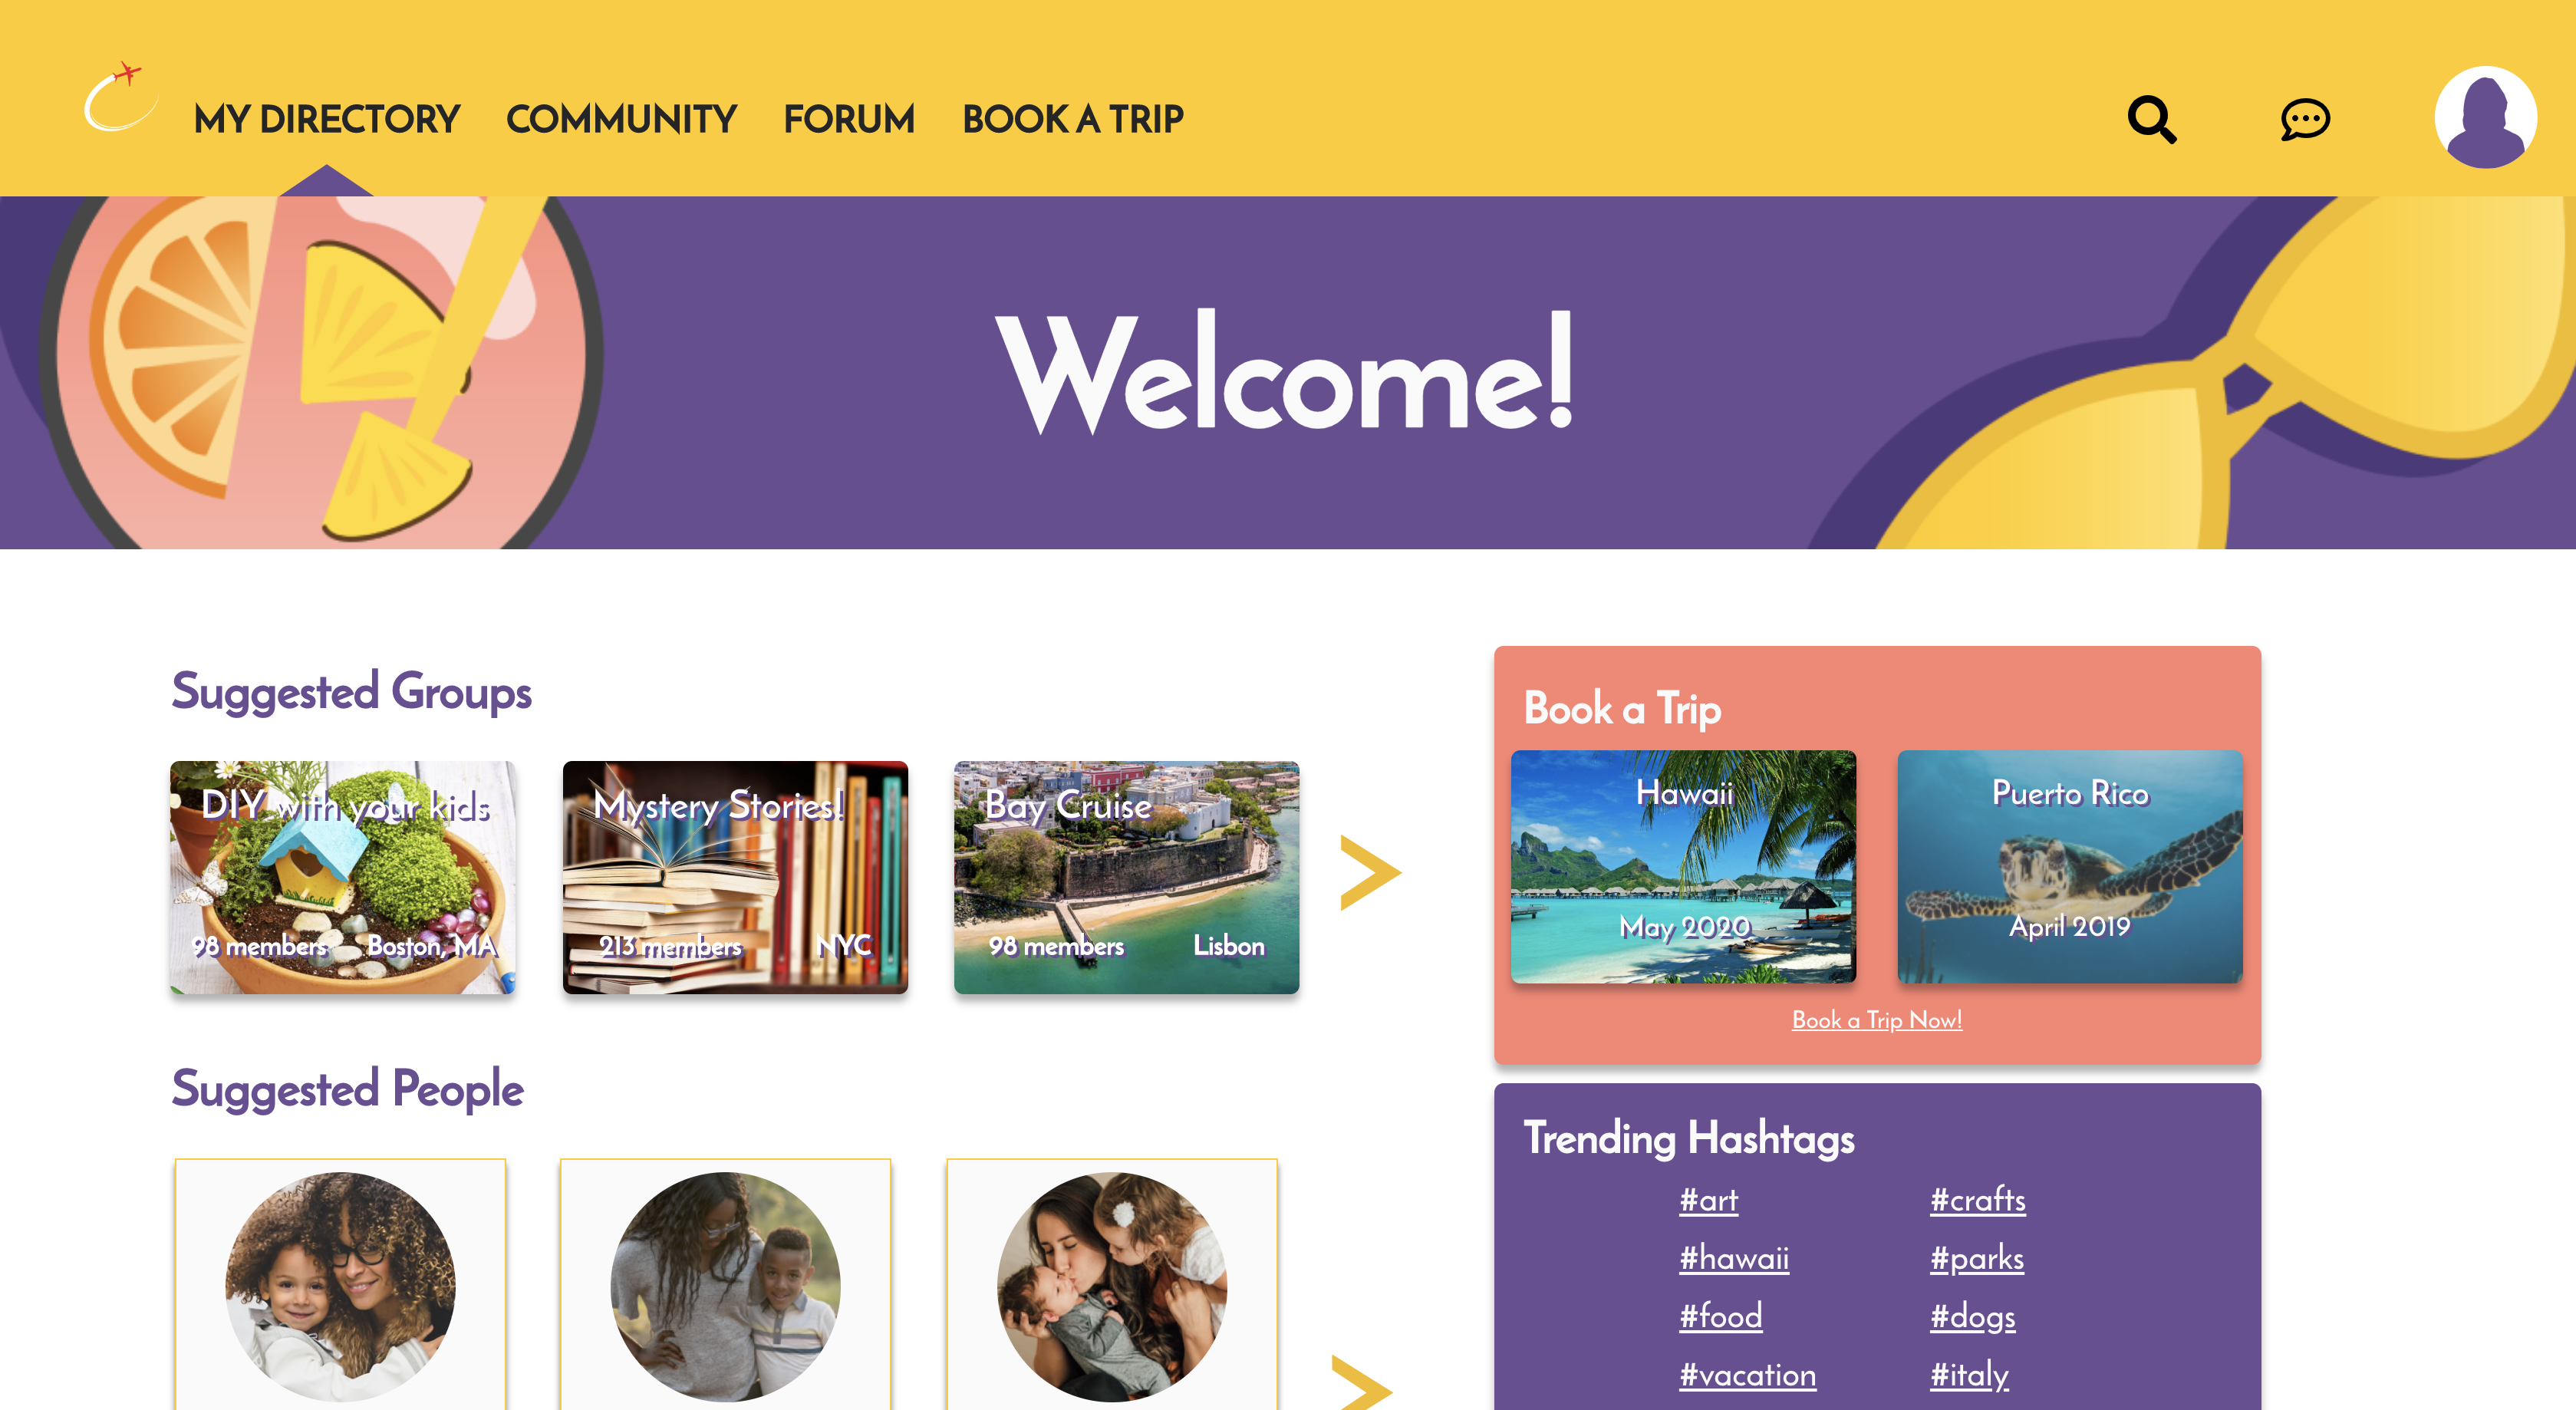 MY DIRECTORY COMMUNITY FORUM BOOK A TRIP
Welcome!
Suggested Groups
DIY with your kids
98 members Boston, MA
Mystery Stories!
213 members NYC
Bay Cruise
98 members Lisbon
>
Suggested People
>
Book a Trip
Hawaii
May 2020
Puerto Rico
April 2019
Book a Trip Now!
Trending Hashtags
#art #crafts
#hawaii #parks
#food #dogs
#vacation #italy